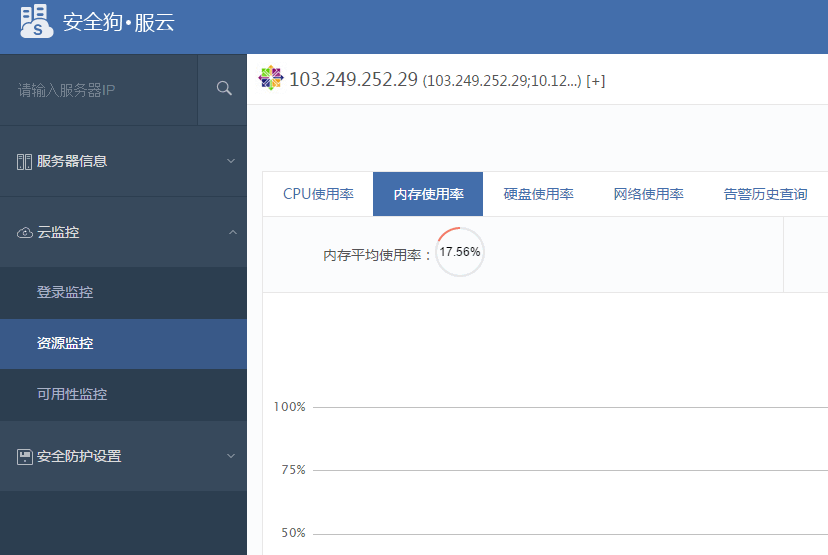 安全狗·服云
请输入服务器IP
103.249.252.29 (103.249.252.29;10.12...) [+]
服务器信息
CPU使用率 内存使用率 硬盘使用率 网络使用率 告警历史查询
云监控
内存平均使用率：17.56%
登录监控
资源监控
可用性监控
100%
安全防护设置
75%
50%